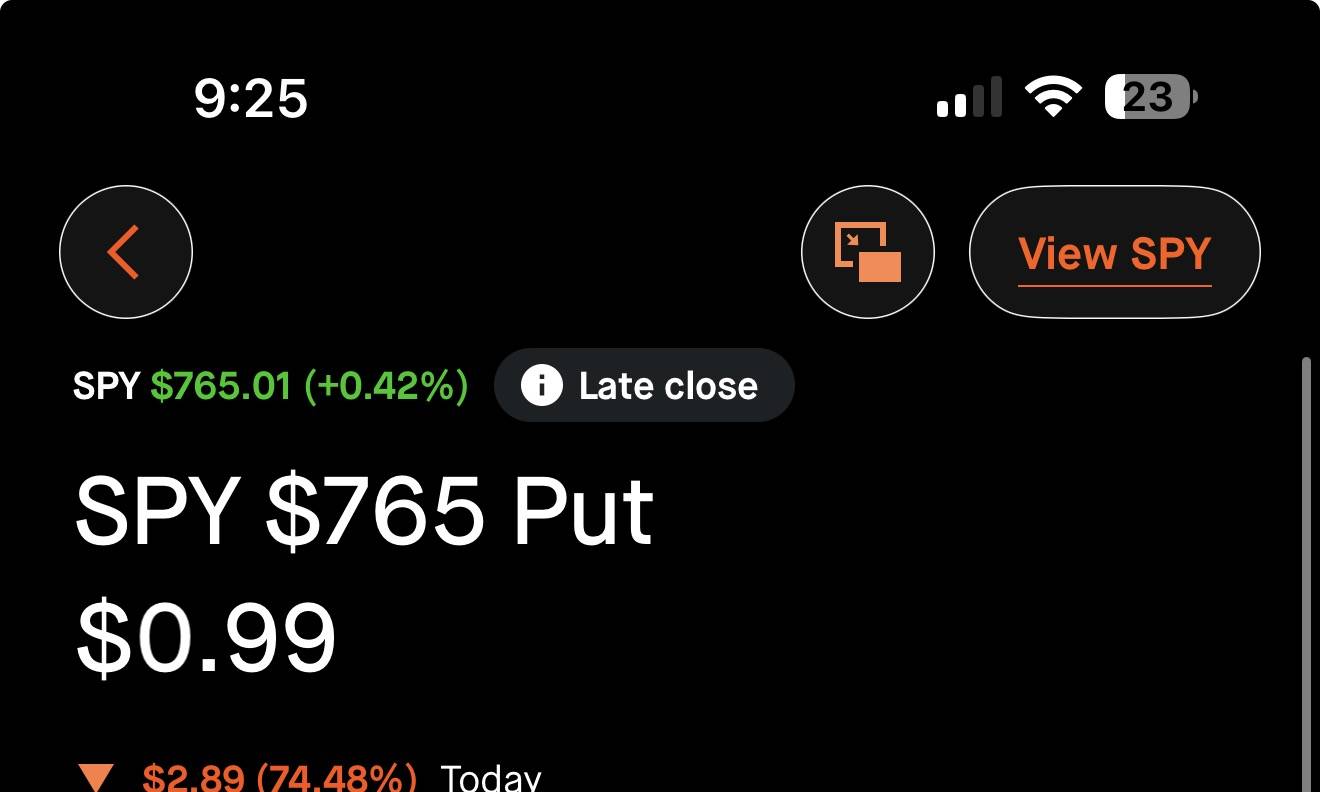 9:25
23
View SPY
SPY $765.01 (+0.42%) Late close
SPY $765 Put
$0.99
$2.89 (74.48%) Today